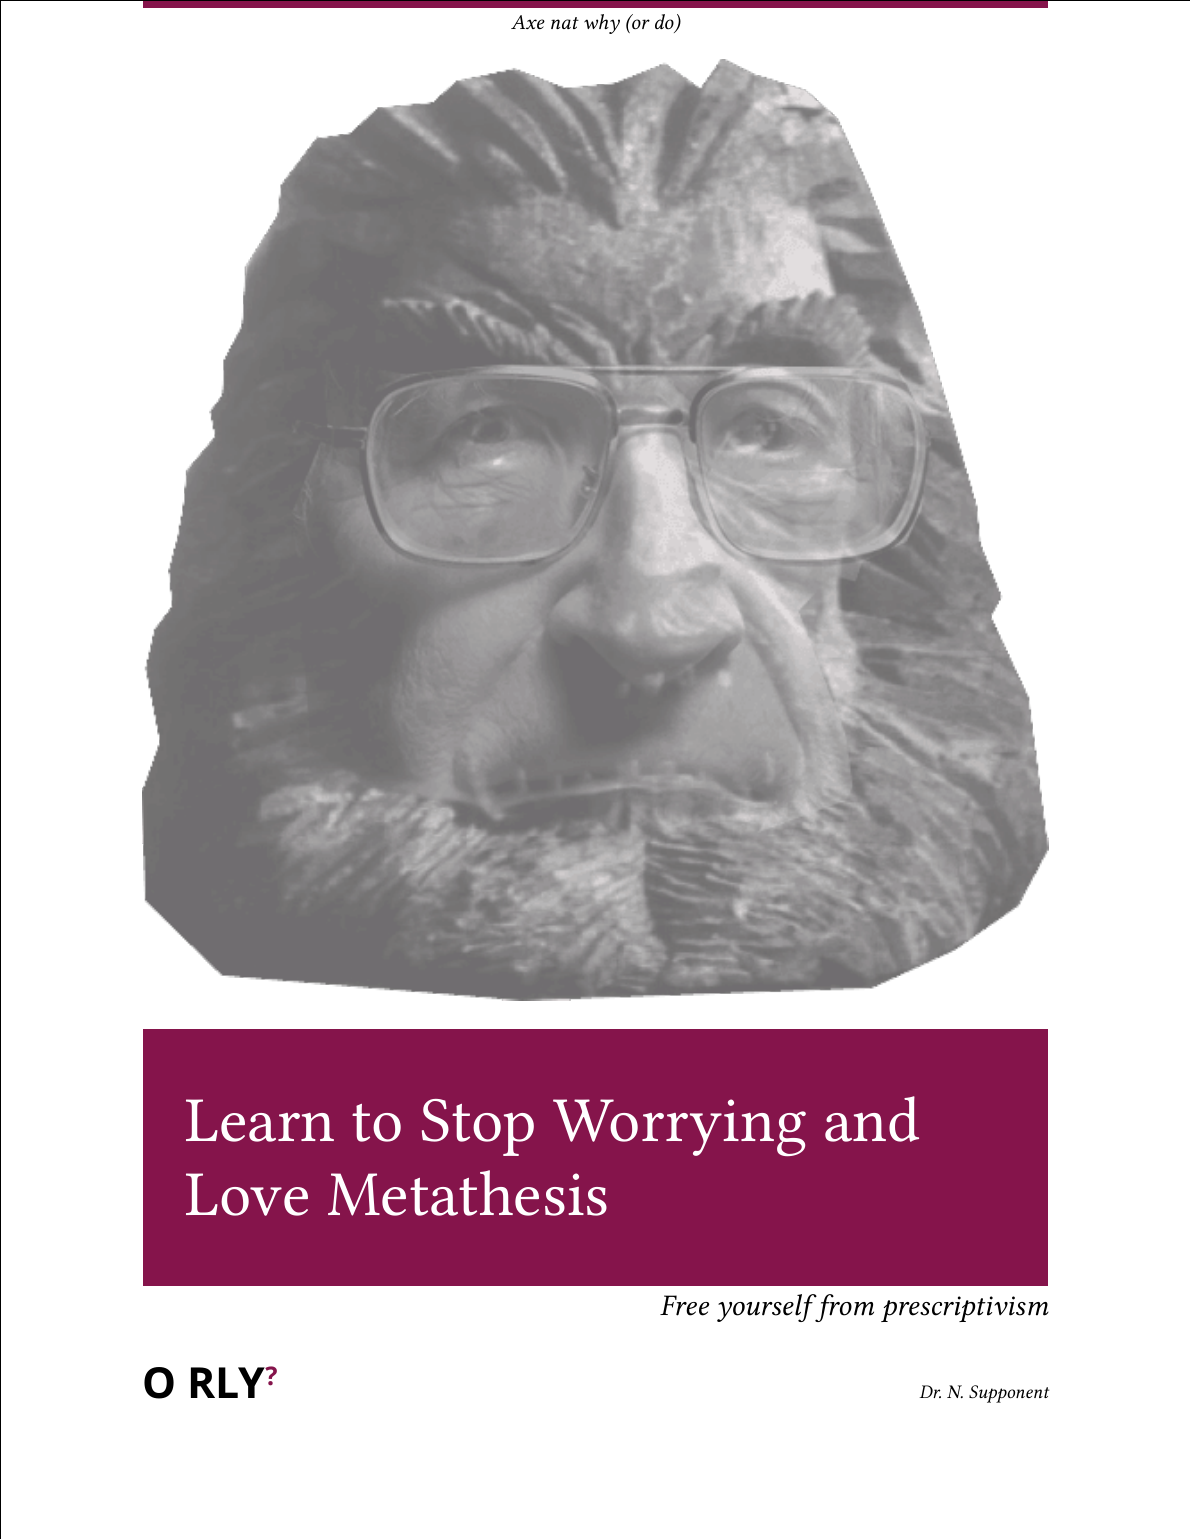 Axe nat why (or do)
Learn to Stop Worrying and
Love Metathesis
Free yourself from prescriptivism
O RLY?
Dr. N. Supponent